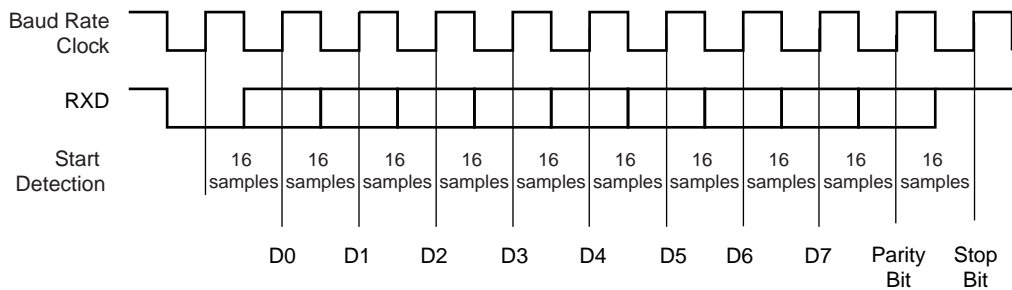 Baud Rate
Clock
RXD
Start
Detection
16 16 16 16 16 16 16 16 16 16
samples samples samples samples samples samples samples samples samples samples
D0 D1 D2 D3 D4 D5 D6 D7 Parity Stop
Bit Bit